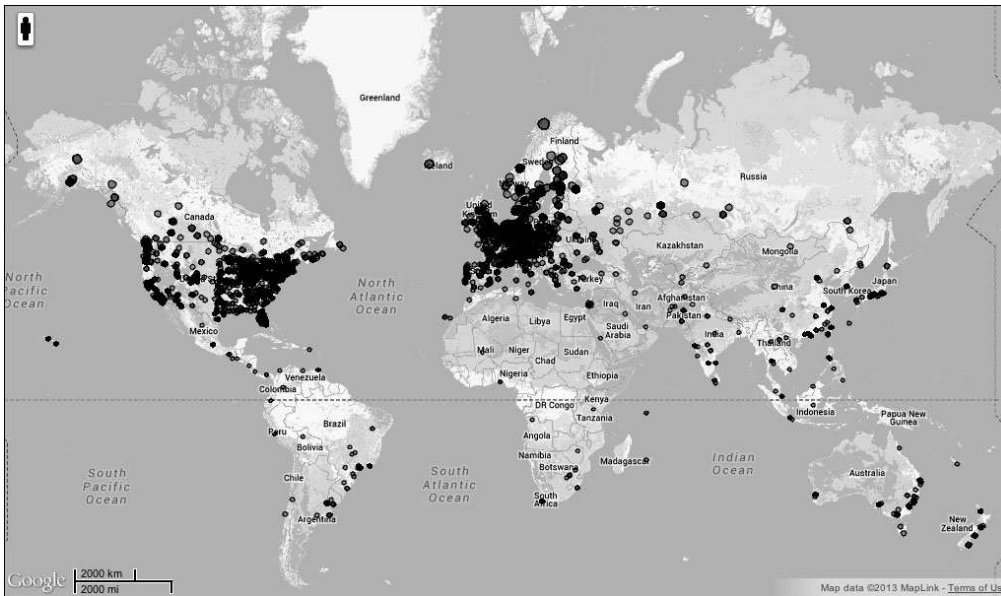 Greenland
Finland
Sweden
Russia
Canada
United
Kazakhstan
Mongolia
North
Pacific
Ocean
North
Atlantic
Ocean
China
South Korea
Japan
Afghanistan
Pakistan
Iraq
Iran
Algeria
Libya
Egypt
Saudi
Arabia
India
Thailand
Mexico
Mali
Niger
Chad
Sudan
Nigeria
Ethiopia
Venezuela
Colombia
DR Congo
Kenya
Tanzania
Indonesia
Papua New
Guinea
Peru
Brazil
Bolivia
Angola
Namibia
Botswana
Madagascar
Indian
Ocean
Australia
South
Pacific
Ocean
Chile
South
Atlantic
Ocean
South
Africa
Argentina
New
Zealand
Google
2000 km
2000 mi
Map data ©2013 MapLink - Terms of Us